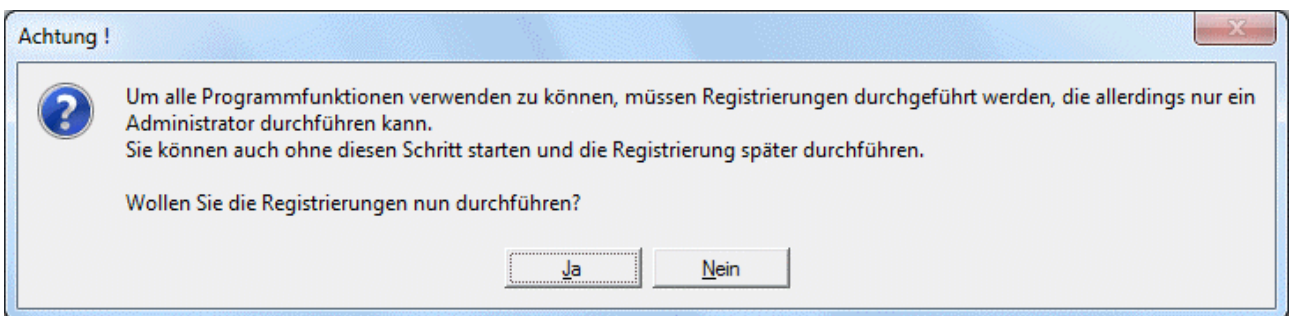 Achtung !
Um alle Programmfunktionen verwenden zu können, müssen Registrierungen durchgeführt werden, die allerdings nur ein
Administrator durchführen kann.
Sie können auch ohne diesen Schritt starten und die Registrierung später durchführen.
Wollen Sie die Registrierungen nun durchführen?
Ja
Nein